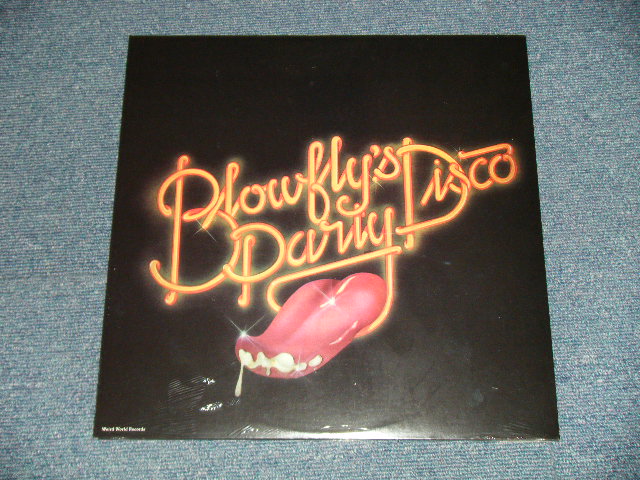 Blowfly's Disco
Party
Weird World Records